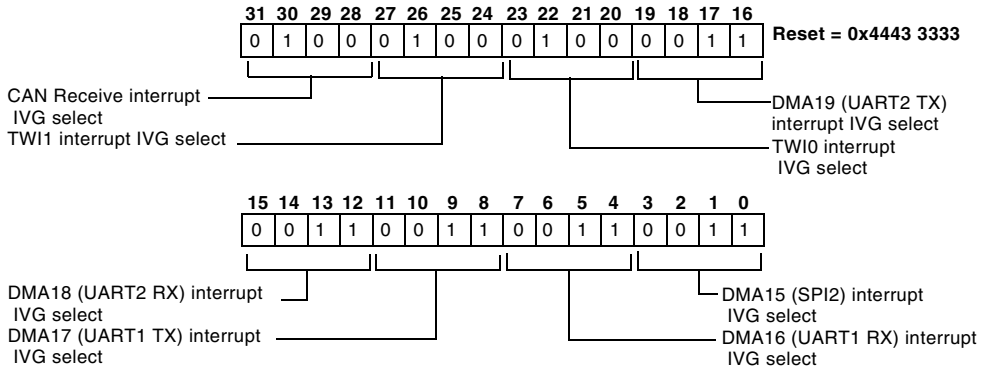 31 30 29 28 27 26 25 24 23 22 21 20 19 18 17 16
0 1 0 0 0 1 0 0 0 1 0 0 0 0 1 1
Reset = 0x4443 3333
CAN Receive interrupt
IVG select
TWI1 interrupt IVG select
DMA19 (UART2 TX)
interrupt IVG select
TWI0 interrupt
IVG select
15 14 13 12 11 10 9 8 7 6 5 4 3 2 1 0
0 0 1 1 0 0 1 1 0 0 1 1 0 0 1 1
DMA18 (UART2 RX) interrupt
IVG select
DMA17 (UART1 TX) interrupt
IVG select
DMA15 (SPI2) interrupt
IVG select
DMA16 (UART1 RX) interrupt
IVG select